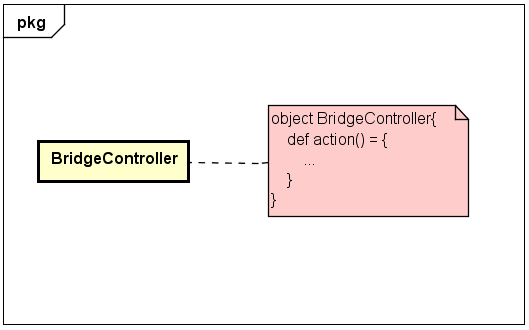 pkg
BridgeController
object BridgeController{
    def action() = {
        ...
    }
}